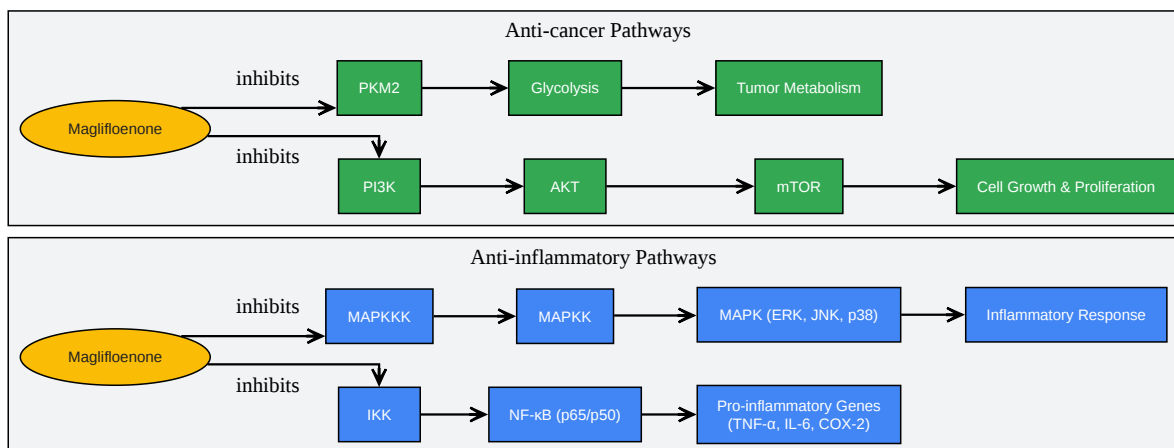 Anti-cancer Pathways
inhibits
PKM2
Glycolysis
Tumor Metabolism
Maglifloenone
inhibits
PI3K
AKT
mTOR
Cell Growth & Proliferation
Anti-inflammatory Pathways
inhibits
MAPKKK
MAPKK
MAPK (ERK, JNK, p38)
Inflammatory Response
Maglifloenone
inhibits
IKK
NF-κB (p65/p50)
Pro-inflammatory Genes
(TNF-α, IL-6, COX-2)